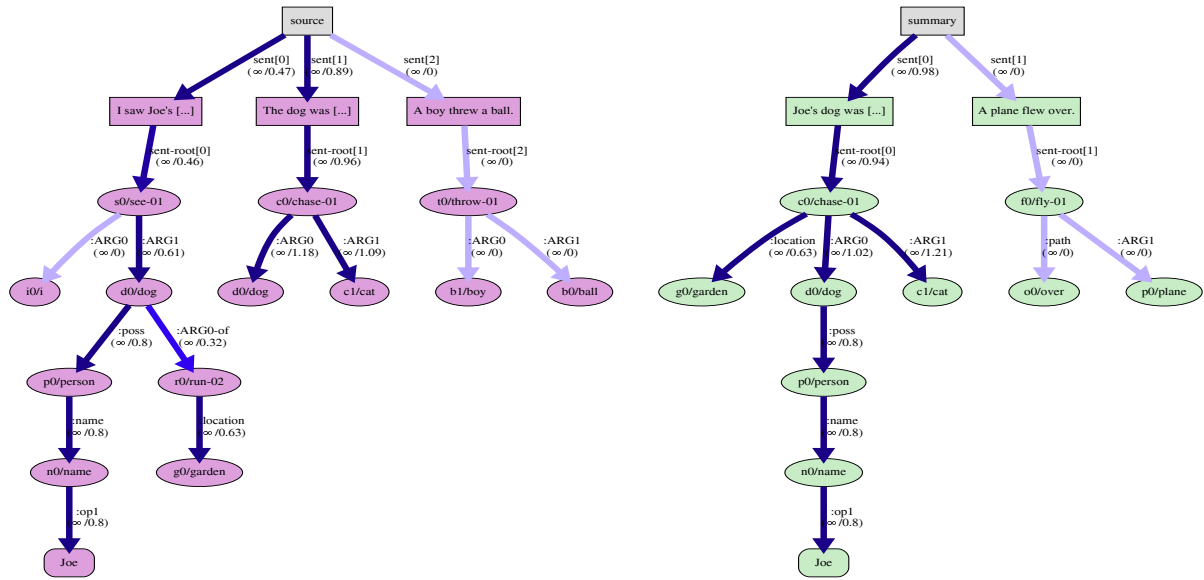 source
summary
sent[0]
(∞/0.47)
sent[1]
(∞/0.89)
sent[2]
(∞/0)
sent[0]
(∞/0.98)
sent[1]
(∞/0)
I saw Joe's [...]
The dog was [...]
A boy threw a ball.
Joe's dog was [...]
A plane flew over.
sent-root[0]
(∞/0.46)
sent-root[1]
(∞/0.96)
sent-root[2]
(∞/0)
sent-root[0]
(∞/0.94)
sent-root[1]
(∞/0)
s0/see-01
c0/chase-01
t0/throw-01
c0/chase-01
f0/fly-01
:ARG0
(∞/0)
:ARG1
(∞/0.61)
:ARG0
(∞/1.18)
:ARG1
(∞/1.09)
:ARG0
(∞/0)
:ARG1
(∞/0)
:location
(∞/0.63)
:ARG0
(∞/1.02)
:ARG1
(∞/1.21)
:path
(∞/0)
:ARG1
(∞/0)
i0/i
d0/dog
d0/dog
c1/cat
b1/boy
b0/ball
g0/garden
d0/dog
c1/cat
o0/over
p0/plane
:poss
(∞/0.8)
:ARG0-of
(∞/0.32)
:poss
(∞/0.8)
p0/person
r0/run-02
p0/person
:name
(∞/0.8)
:location
(∞/0.63)
:name
(∞/0.8)
n0/name
g0/garden
n0/name
:op1
(∞/0.8)
:op1
(∞/0.8)
Joe
Joe